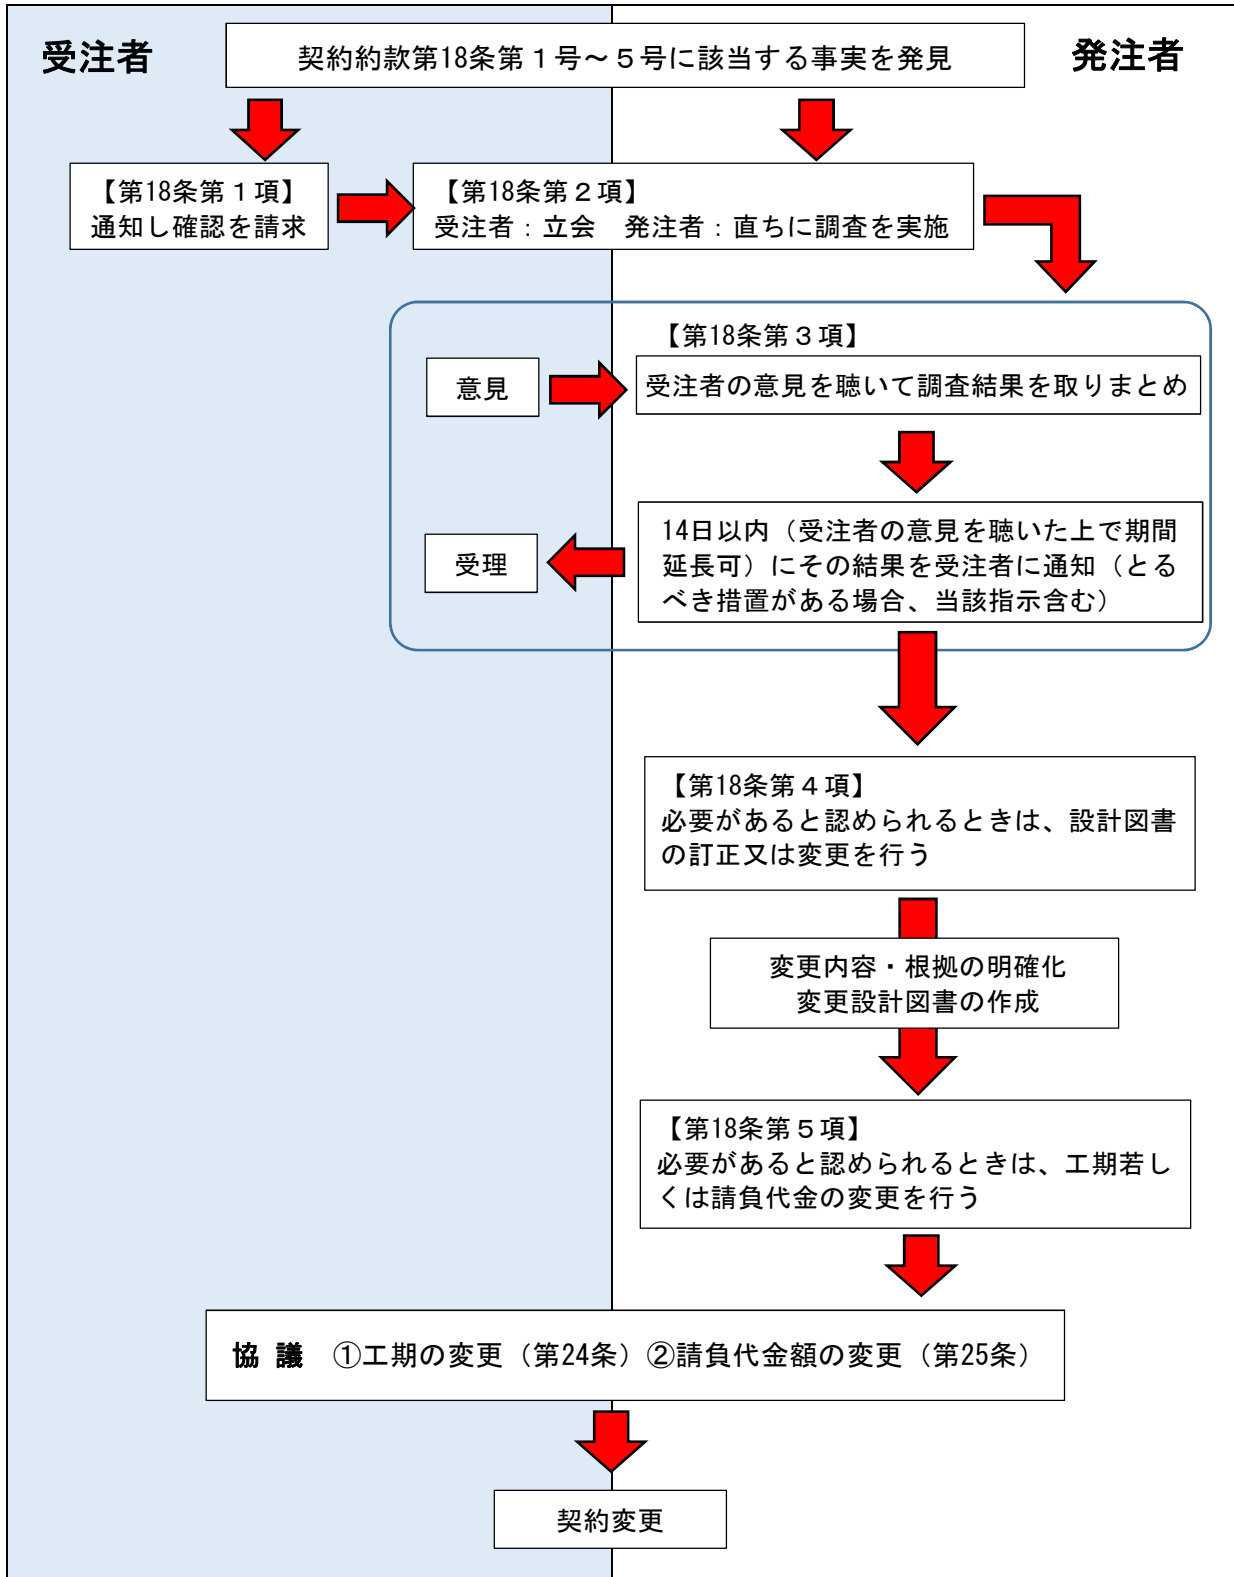 受注者
契約約款第18条第１号～５号に該当する事実を発見
発注者
【第18条第１項】
通知し確認を請求
【第18条第２項】
受注者：立会　発注者：直ちに調査を実施
【第18条第３項】
意見
受注者の意見を聴いて調査結果を取りまとめ
受理
14日以内（受注者の意見を聴いた上で期間
延長可）にその結果を受注者に通知（とる
べき措置がある場合、当該指示含む）
【第18条第４項】
必要があると認められるときは、設計図書
の訂正又は変更を行う
変更内容・根拠の明確化
変更設計図書の作成
【第18条第５項】
必要があると認められるときは、工期若し
くは請負代金の変更を行う
協 議　①工期の変更（第24条）②請負代金額の変更（第25条）
契約変更